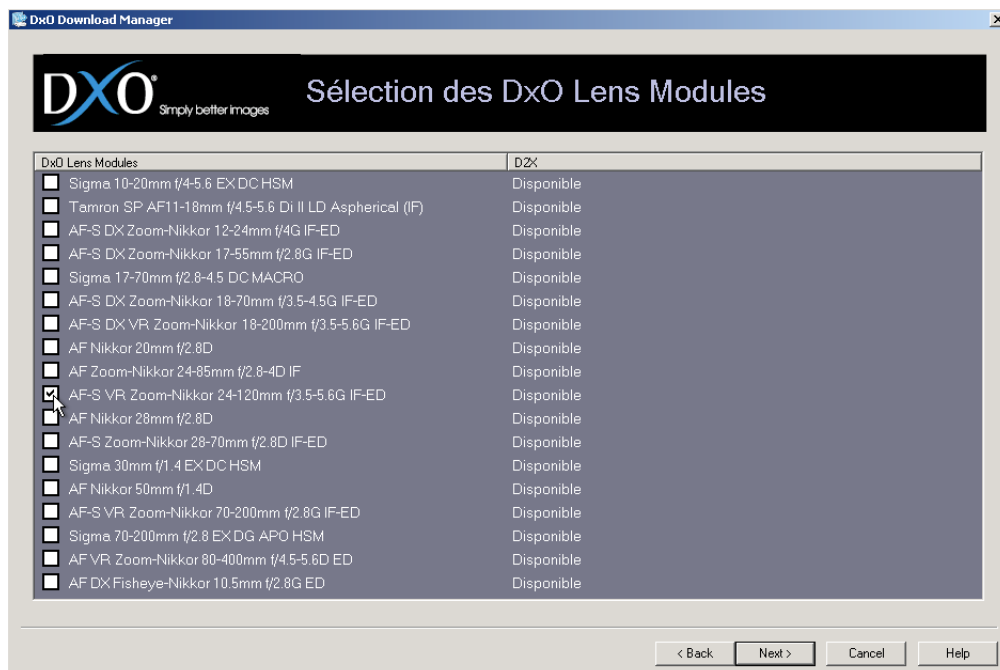 DxO Download Manager
DXO Simply better images
Sélection des DxO Lens Modules
DxO Lens Modules D2X
Sigma 10-20mm f/4-5.6 EX DC HSM Disponible
Tamron SP AF11-18mm f/4.5-5.6 Di II LD Aspherical (IF) Disponible
AF-S DX Zoom-Nikkor 12-24mm f/4G IF-ED Disponible
AF-S DX Zoom-Nikkor 17-55mm f/2.8G IF-ED Disponible
Sigma 17-70mm f/2.8-4.5 DC MACRO Disponible
AF-S DX Zoom-Nikkor 18-70mm f/3.5-4.5G IF-ED Disponible
AF-S DX VR Zoom-Nikkor 18-200mm f/3.5-5.6G IF-ED Disponible
AF Nikkor 20mm f/2.8D Disponible
AF Zoom-Nikkor 24-85mm f/2.8-4D IF Disponible
AF-S VR Zoom-Nikkor 24-120mm f/3.5-5.6G IF-ED Disponible
AF Nikkor 28mm f/2.8D Disponible
AF-S Zoom-Nikkor 28-70mm f/2.8D IF-ED Disponible
Sigma 30mm f/1.4 EX DC HSM Disponible
AF Nikkor 50mm f/1.4D Disponible
AF-S VR Zoom-Nikkor 70-200mm f/2.8G IF-ED Disponible
Sigma 70-200mm f/2.8 EX DG APO HSM Disponible
AF VR Zoom-Nikkor 80-400mm f/4.5-5.6D ED Disponible
AF DX Fisheye-Nikkor 10.5mm f/2.8G ED Disponible
< Back Next > Cancel Help